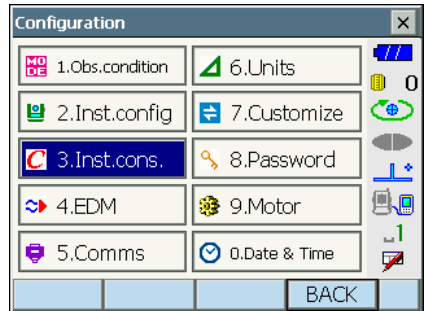 Configuration
MO DE 1.Obs.condition
6.Units
0
2.Inst.config
7.Customize
C 3.Inst.cons.
8.Password
4.EDM
9.Motor
5.Comms
0.Date & Time
1
BACK